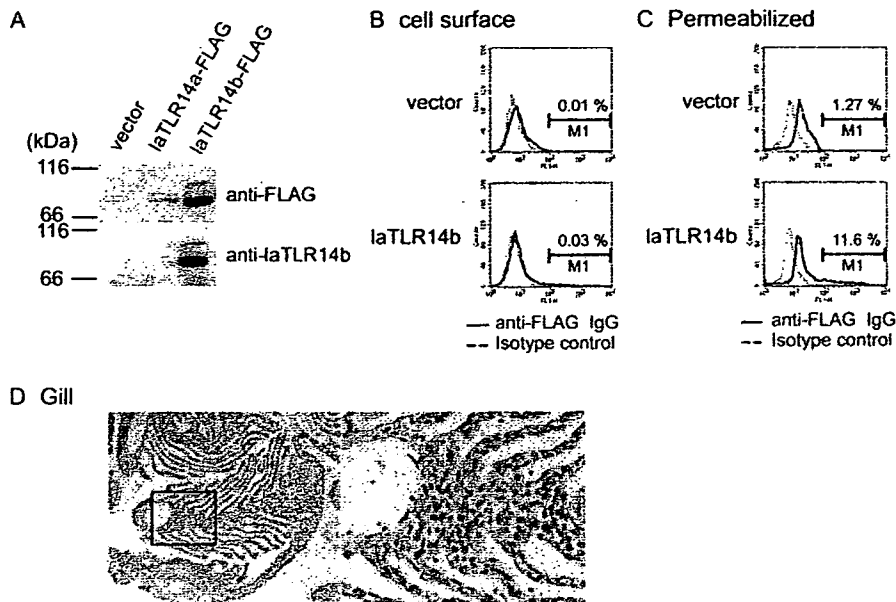 A
vector
laTLR14a-FLAG
laTLR14b-FLAG
(kDa)
116
66
anti-FLAG
116
66
anti-laTLR14b
B cell surface
vector
0.01 %
M1
laTLR14b
0.03 %
M1
anti-FLAG IgG
Isotype control
C Permeabilized
vector
1.27 %
M1
laTLR14b
11.6 %
M1
anti-FLAG IgG
Isotype control
D Gill